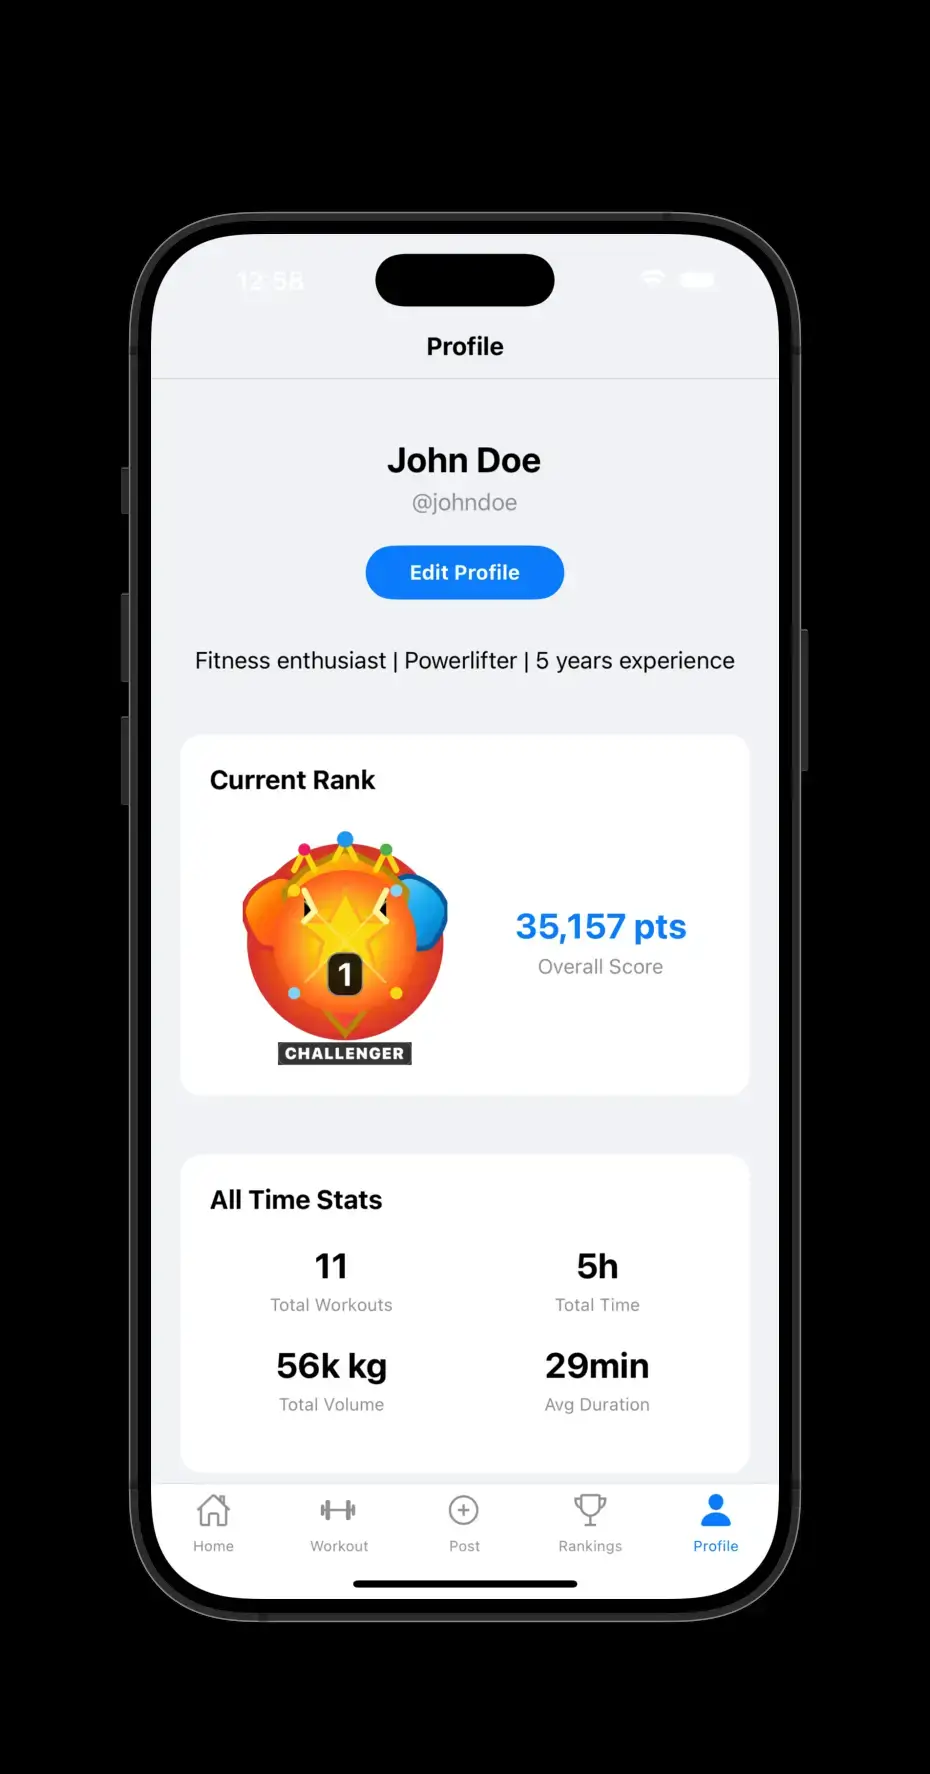 12:58
Profile
John Doe
@johndoe
Edit Profile
Fitness enthusiast | Powerlifter | 5 years experience
Current Rank
1
CHALLENGER
35,157 pts
Overall Score
All Time Stats
11
Total Workouts
5h
Total Time
56k kg
Total Volume
29min
Avg Duration
Home
Workout
Post
Rankings
Profile